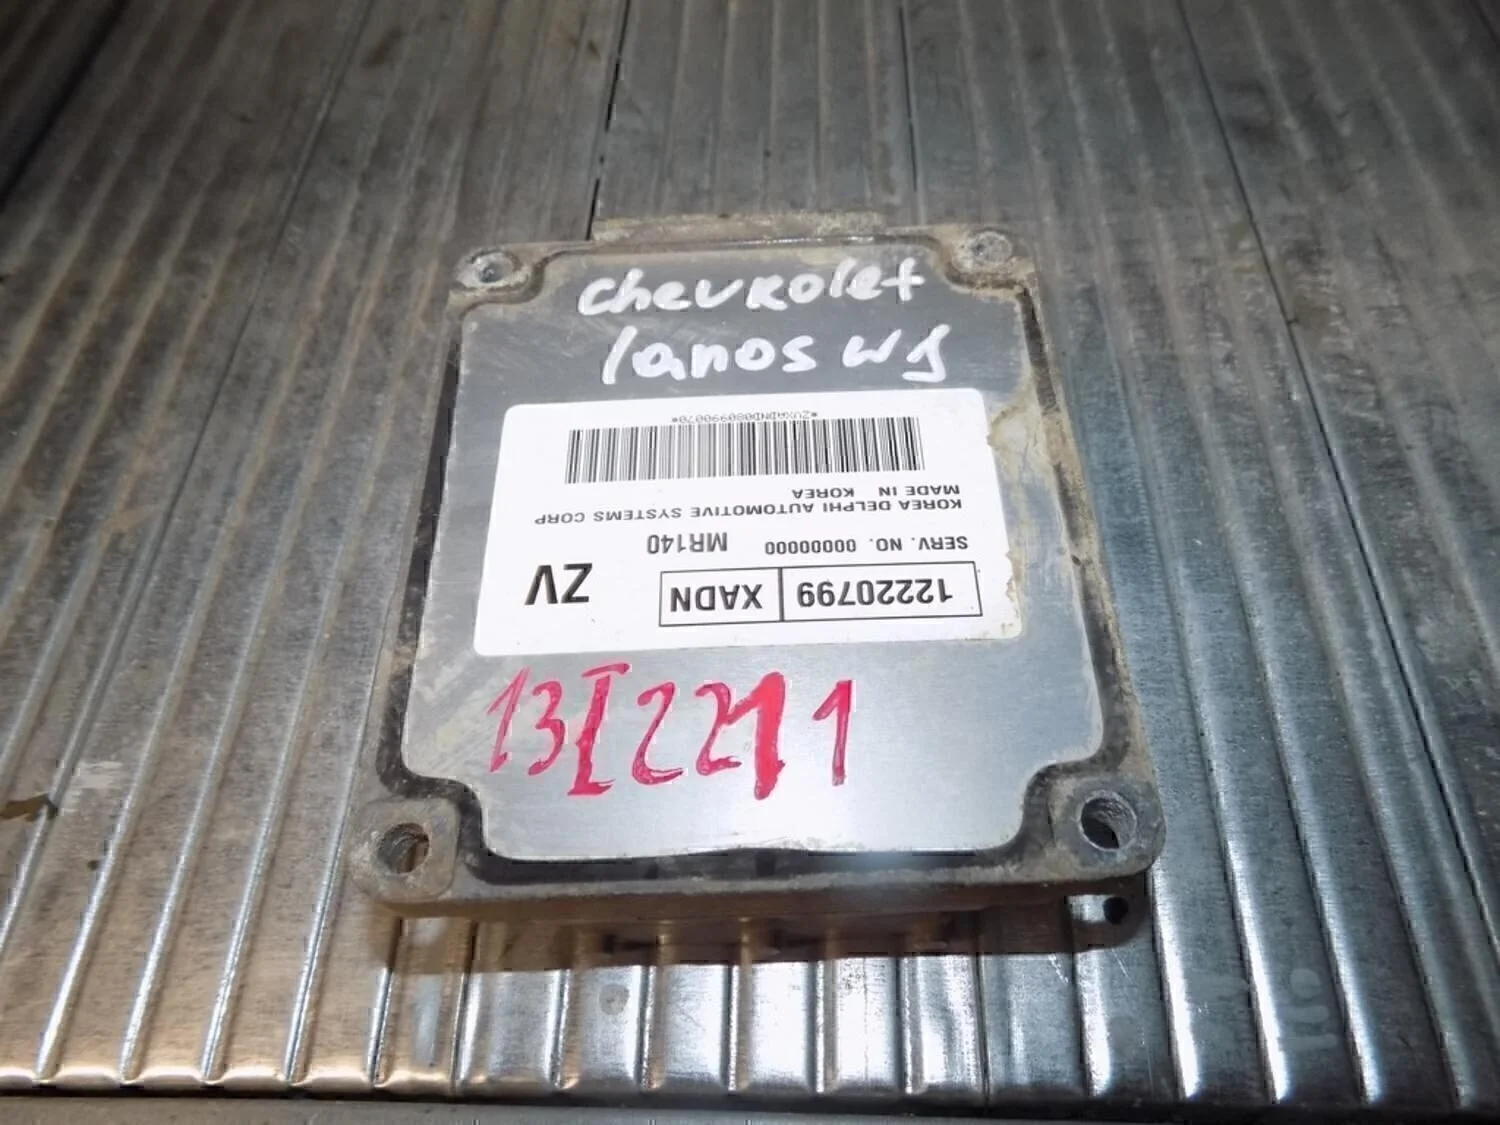 chevrolet
lanos w1
12220799 XADN
ZV
SERV. NO. 00000000 MR140
KOREA DELPHI AUTOMOTIVE SYSTEMS CORP
MADE IN KOREA